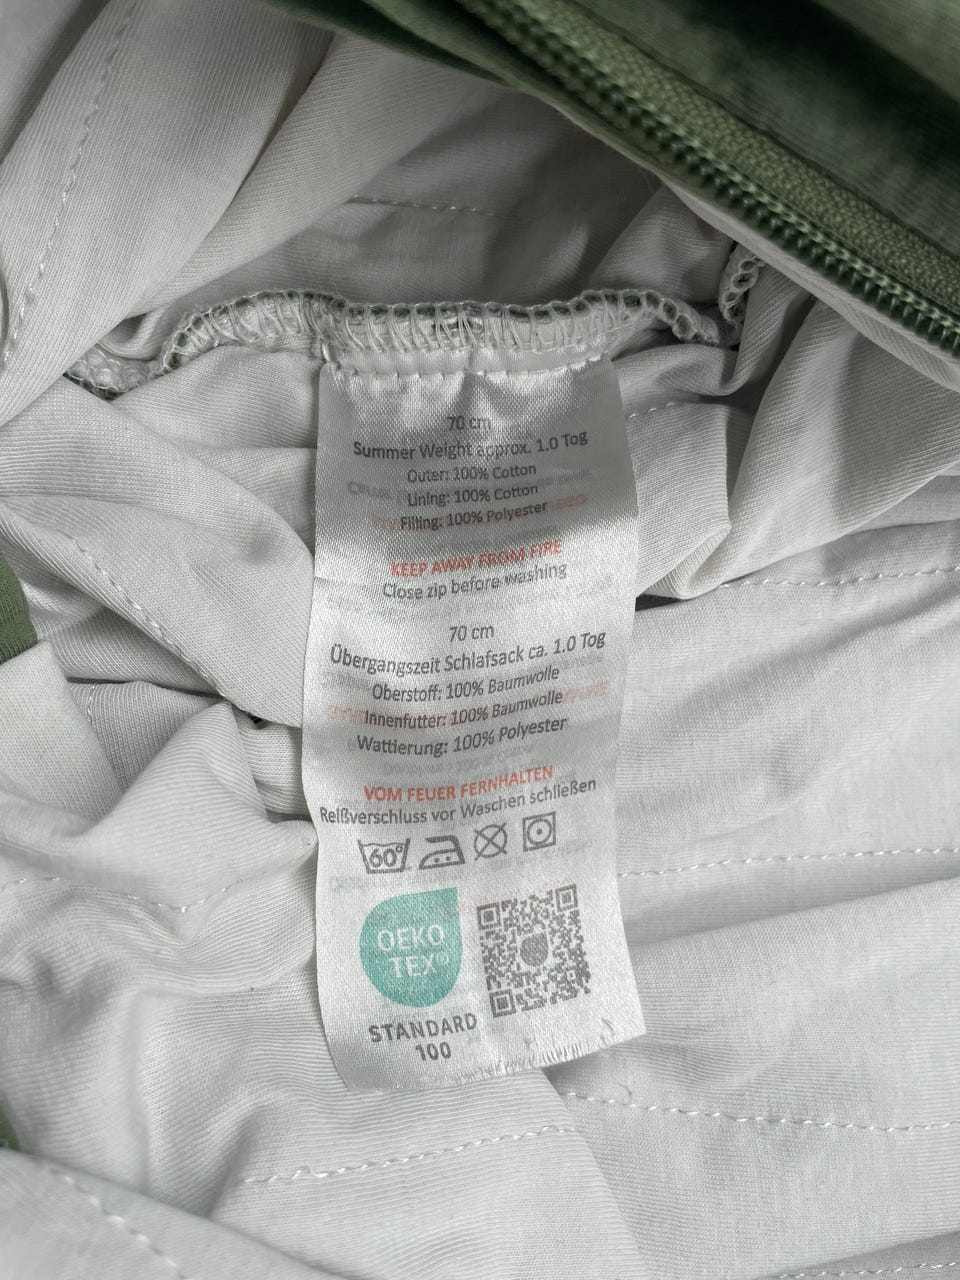 70 cm
Summer Weight approx. 1.0 Tog
Outer: 100% Cotton
Lining: 100% Cotton
Filling: 100% Polyester
KEEP AWAY FROM FIRE
Close zip before washing
70 cm
Übergangszeit Schlafsack ca. 1.0 Tog
Oberstoff: 100% Baumwolle
Innenfutter: 100% Baumwolle
Wattierung: 100% Polyester
VOM FEUER FERNHALTEN
Reißverschluss vor Waschen schließen
60°
OEKO
TEX®
STANDARD
100